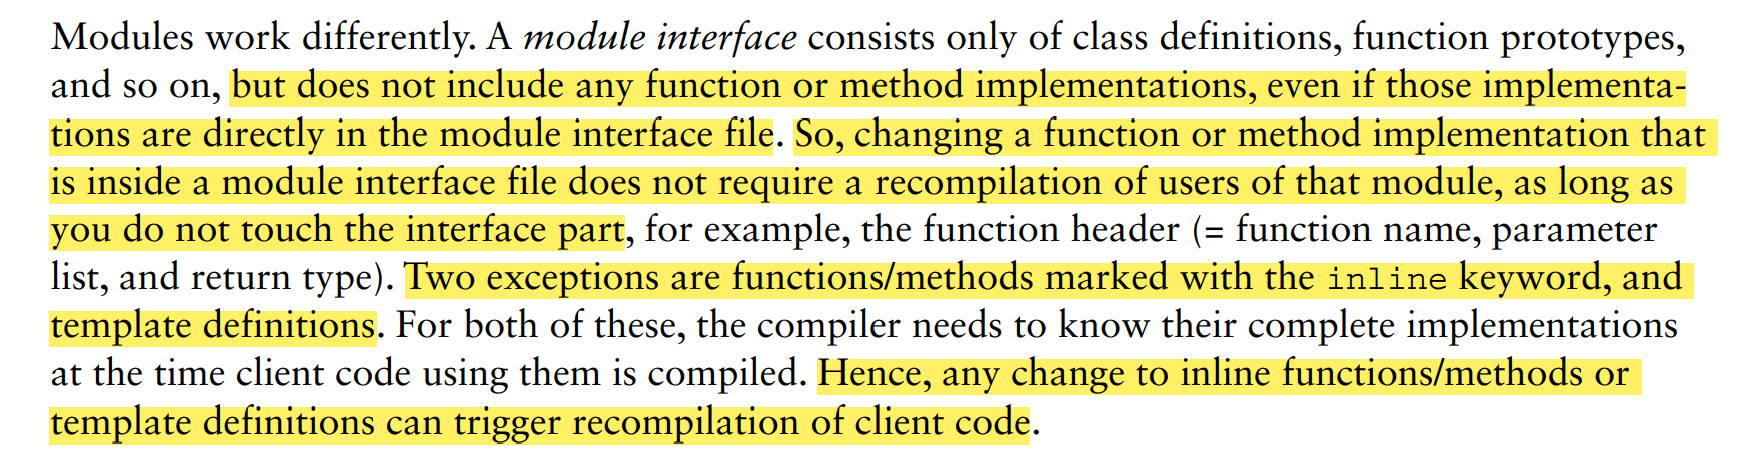 Modules work differently. A module interface consists only of class definitions, function prototypes,
and so on, but does not include any function or method implementations, even if those implementa-
tions are directly in the module interface file. So, changing a function or method implementation that
is inside a module interface file does not require a recompilation of users of that module, as long as
you do not touch the interface part, for example, the function header (= function name, parameter
list, and return type). Two exceptions are functions/methods marked with the inline keyword, and
template definitions. For both of these, the compiler needs to know their complete implementations
at the time client code using them is compiled. Hence, any change to inline functions/methods or
template definitions can trigger recompilation of client code.